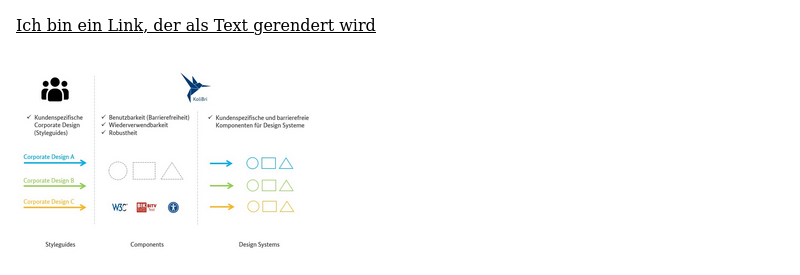 Ich bin ein Link, der als Text gerendert wird
KoliBri
✓ Kundenspezifische
Corporate Design
(Styleguides)
✓ Benutzbarkeit (Barrierefreiheit)
✓ Wiederverwendbarkeit
✓ Robustheit
✓ Kundenspezifische und barrierefreie
Komponenten für Design Systeme
Corporate Design A
Corporate Design B
Corporate Design C
W3C
BITV
Styleguides
Components
Design Systems